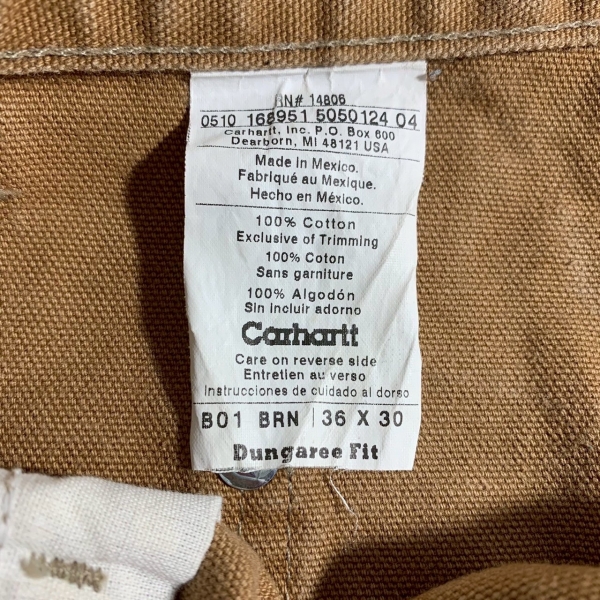 RN# 14806
0510 168951 5050124 04
Carhartt, Inc. P.O. Box 600
Dearborn, MI 48121 USA
Made in Mexico.
Fabriqué au Mexique.
Hecho en México.
100% Cotton
Exclusive of Trimming
100% Coton
Sans garniture
100% Algodón
Sin incluir adorno
Carhartt
Care on reverse side
Entretien au verso
Instrucciones de cuidado al dorso
B01 BRN | 36 X 30
Dungaree Fit